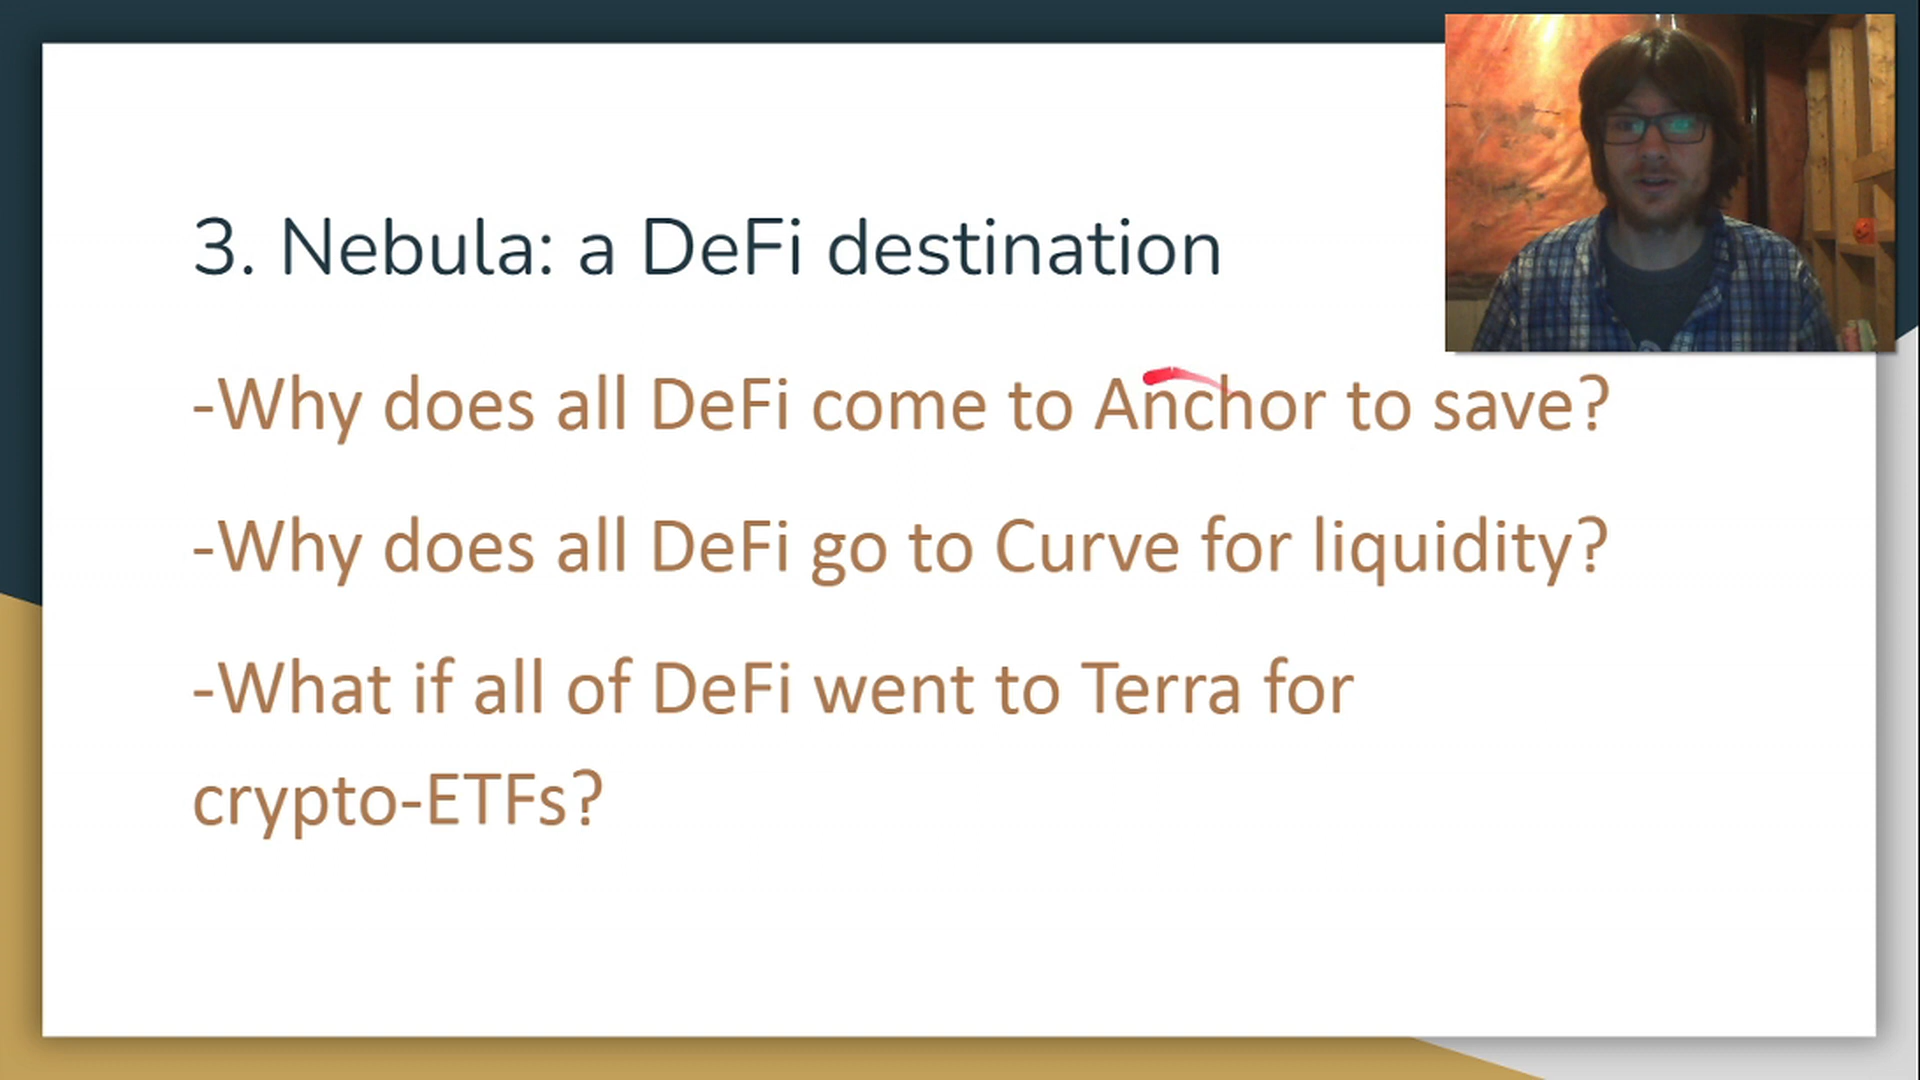 3. Nebula: a DeFi destination
-Why does all DeFi come to Anchor to save?
-Why does all DeFi go to Curve for liquidity?
-What if all of DeFi went to Terra for
crypto-ETFs?